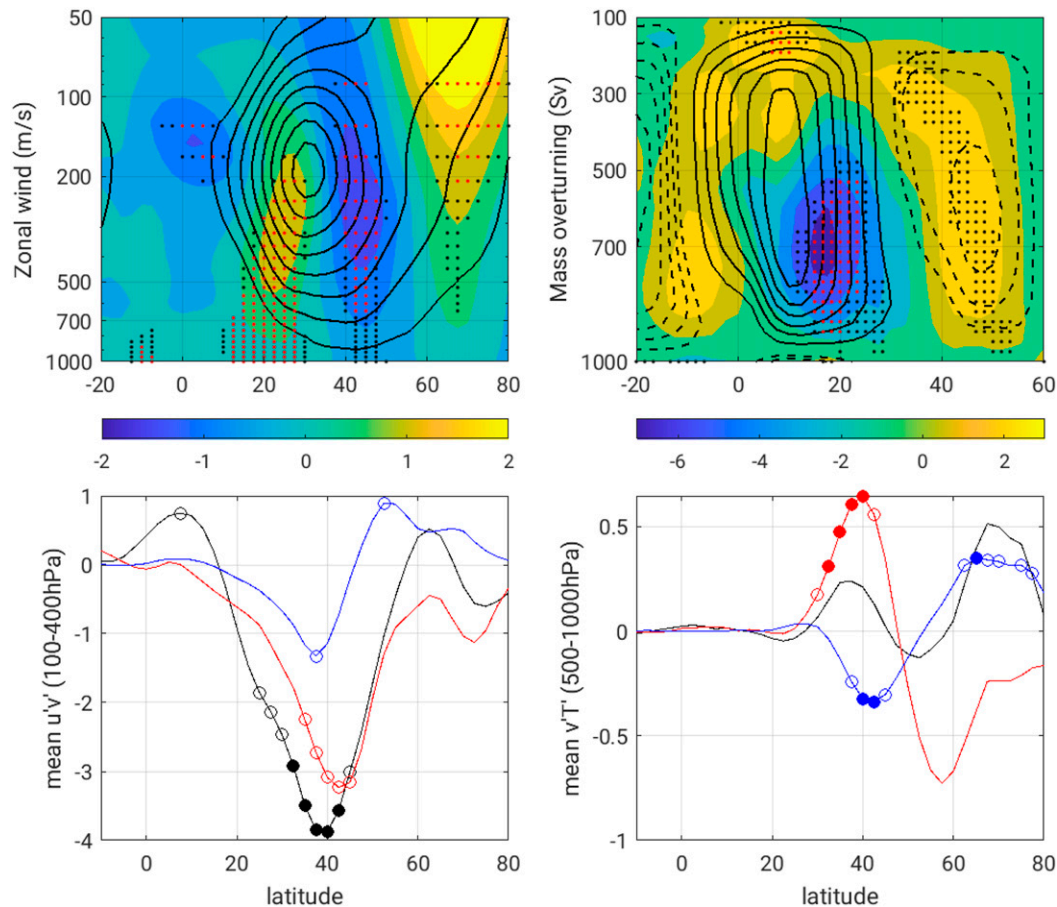 Zonal wind (m/s)
50
100
200
300
500
700
1000
-20 0 20 40 60 80
-2 -1 0 1 2
Mass overturning (Sv)
100
300
500
700
1000
-20 0 20 40 60
-6 -4 -2 0 2
mean u'v' (100-400hPa)
1
0
-1
-2
-3
-4
0 20 40 60 80
latitude
mean v'T' (500-1000hPa)
0.5
0
-0.5
-1
0 20 40 60 80
latitude